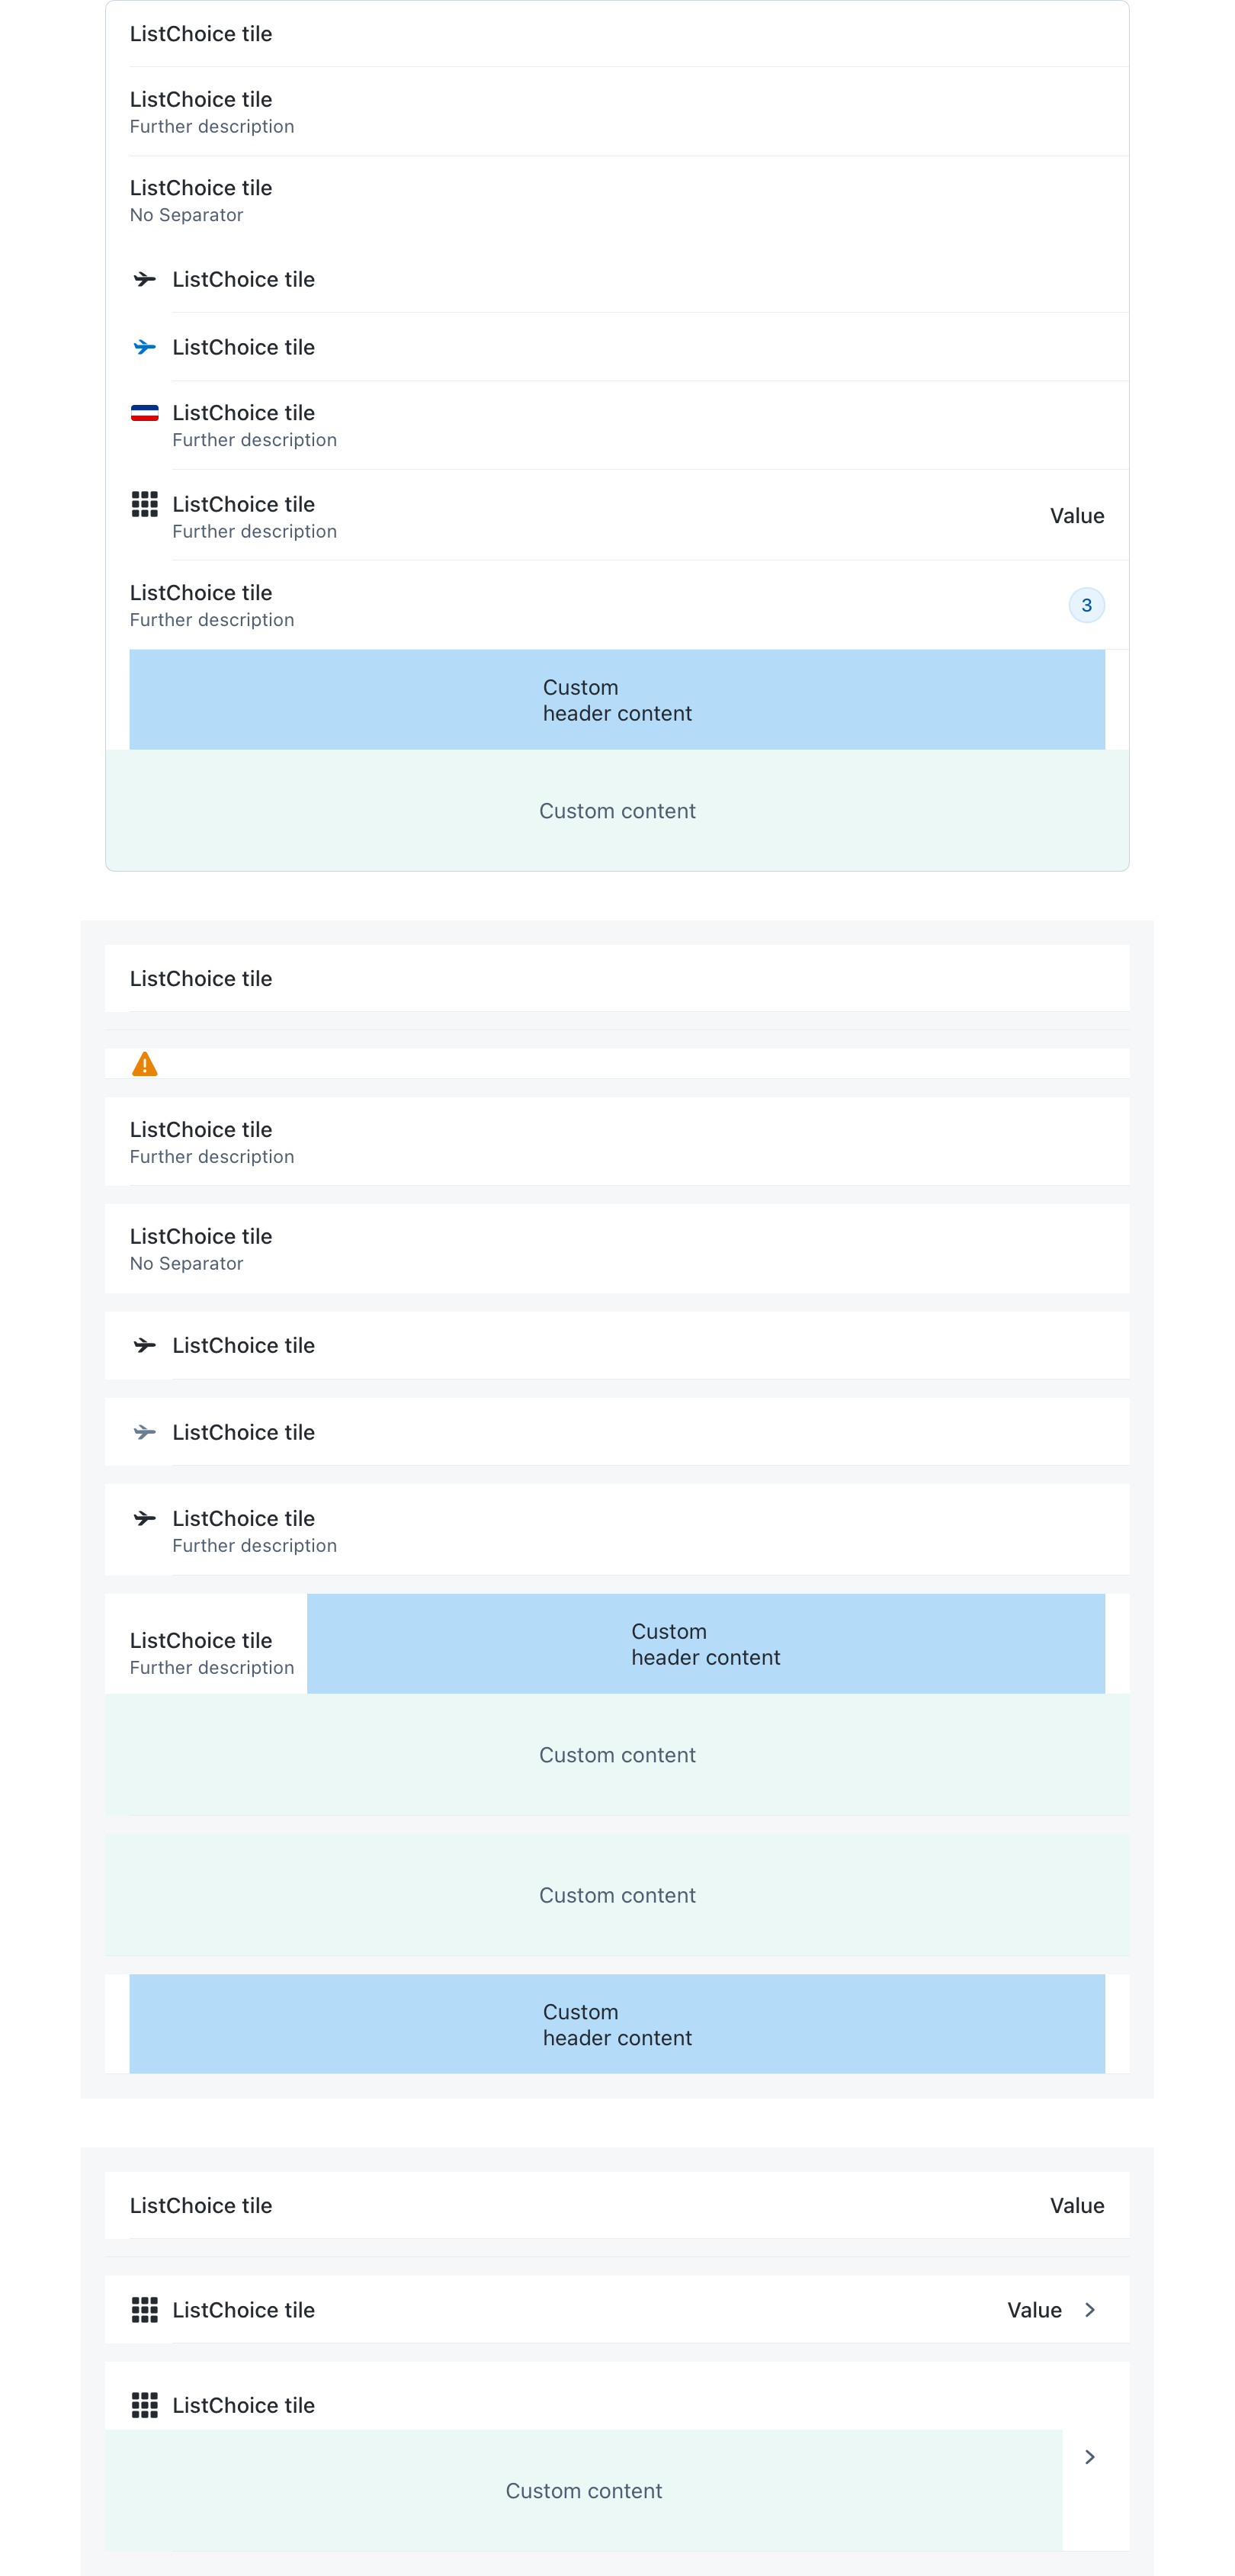 ListChoice tile
ListChoice tile
Further description
ListChoice tile
No Separator
ListChoice tile
ListChoice tile
ListChoice tile
Further description
ListChoice tile
Further description
Value
ListChoice tile
Further description
3
Custom
header content
Custom content
ListChoice tile
ListChoice tile
Further description
ListChoice tile
No Separator
ListChoice tile
ListChoice tile
ListChoice tile
Further description
ListChoice tile
Further description
Custom
header content
Custom content
Custom content
Custom
header content
ListChoice tile
Value
ListChoice tile
Value
ListChoice tile
Custom content